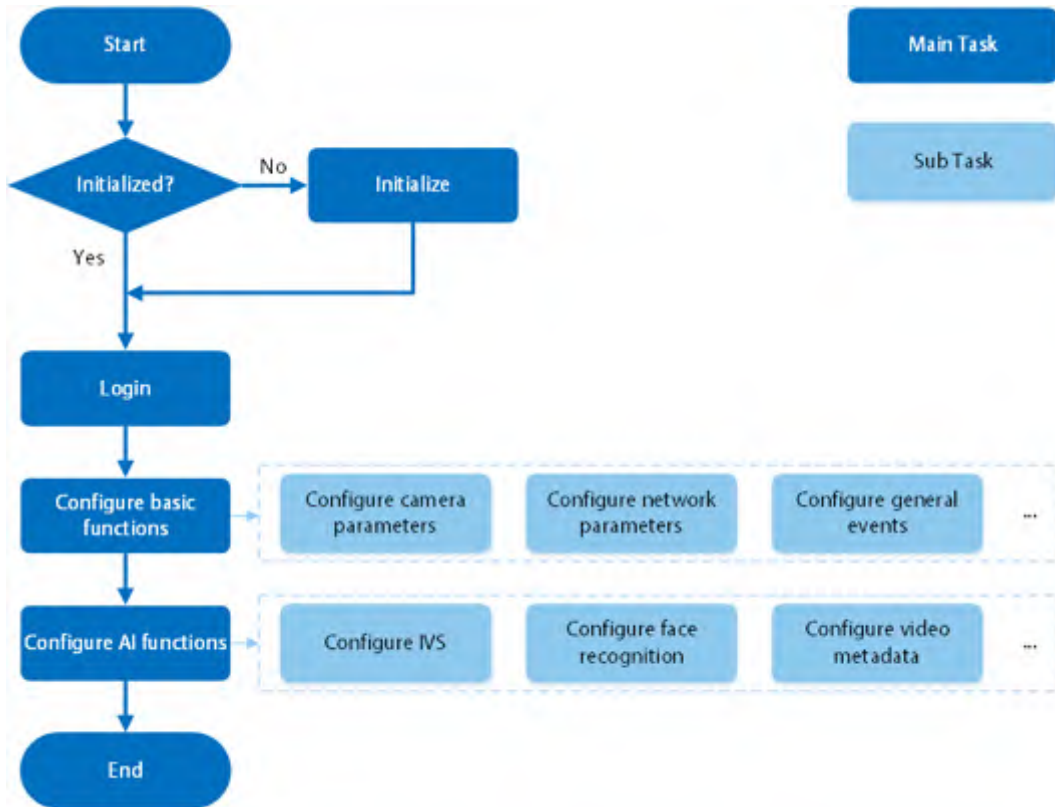 Start
Main Task
Initialized?
No
Initialize
Sub Task
Yes
Login
Configure basic
functions
Configure camera
parameters
Configure network
parameters
Configure general
events
...
Configure AI functions
Configure IVS
Configure face
recognition
Configure video
metadata
...
End